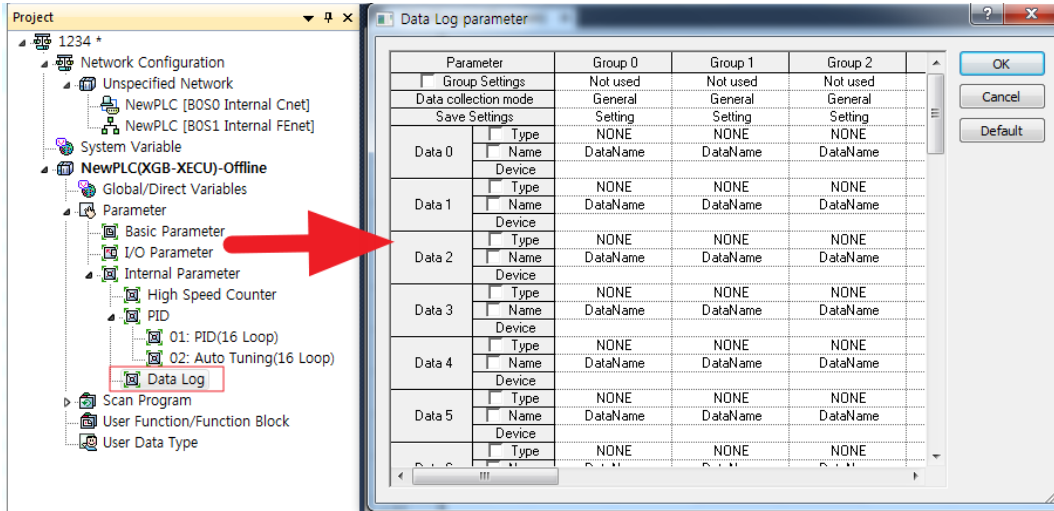 Project
1234 *
Network Configuration
Unspecified Network
NewPLC [B0S0 Internal Cnet]
NewPLC [B0S1 Internal FEnet]
System Variable
NewPLC(XGB-XECU)-Offline
Global/Direct Variables
Parameter
Basic Parameter
I/O Parameter
Internal Parameter
High Speed Counter
PID
01: PID(16 Loop)
02: Auto Tuning(16 Loop)
Data Log
Scan Program
User Function/Function Block
User Data Type
Data Log parameter
? X
Parameter Group 0 Group 1 Group 2
Group Settings Not used Not used Not used
Data collection mode General General General
Save Settings Setting Setting Setting
Data 0 Type NONE NONE NONE
Name DataName DataName DataName
Device
Data 1 Type NONE NONE NONE
Name DataName DataName DataName
Device
Data 2 Type NONE NONE NONE
Name DataName DataName DataName
Device
Data 3 Type NONE NONE NONE
Name DataName DataName DataName
Device
Data 4 Type NONE NONE NONE
Name DataName DataName DataName
Device
Data 5 Type NONE NONE NONE
Name DataName DataName DataName
Device
Type NONE NONE NONE
OK
Cancel
Default